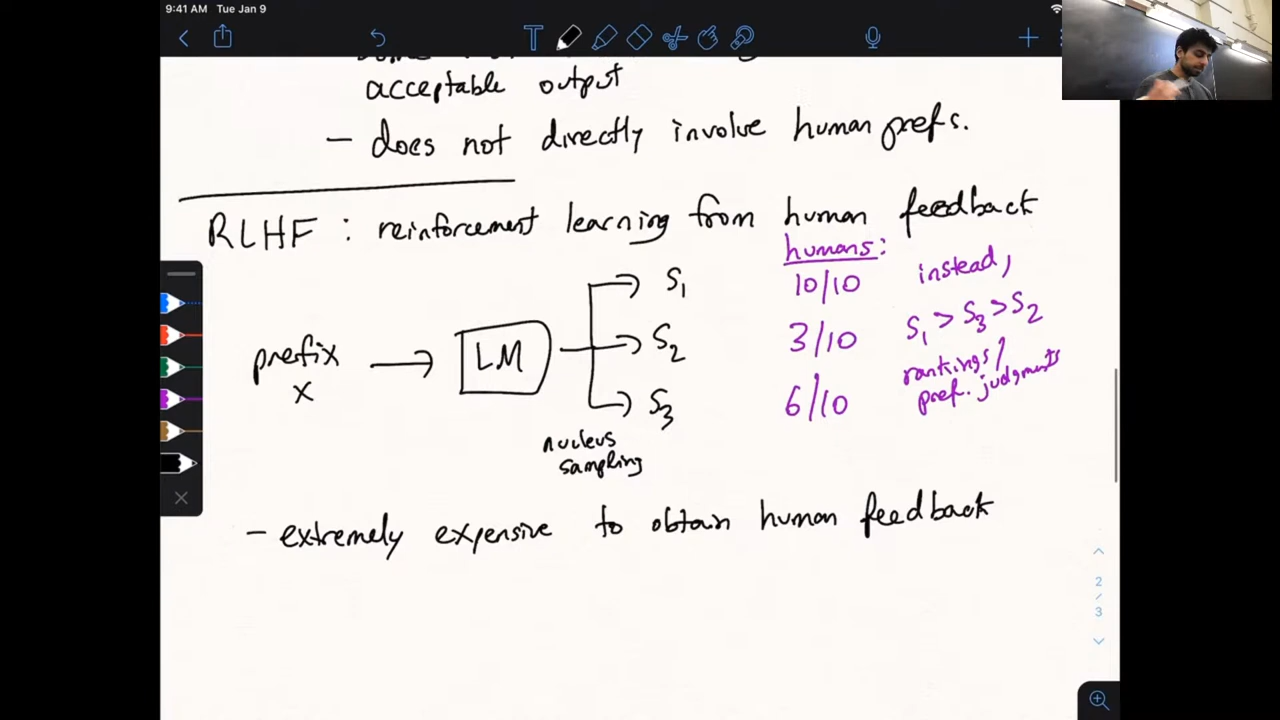 9:41 AM Tue Jan 9
acceptable output
- does not directly involve human prefs.
RLHF : reinforcement learning from human feedback
humans:
10/10 instead,
S1 S1 > S3 > S2
prefix x → LM S2 3/10 rankings/
S3 6/10 pref. judgments
nucleus
sampling
- extremely expensive to obtain human feedback
2
/
3